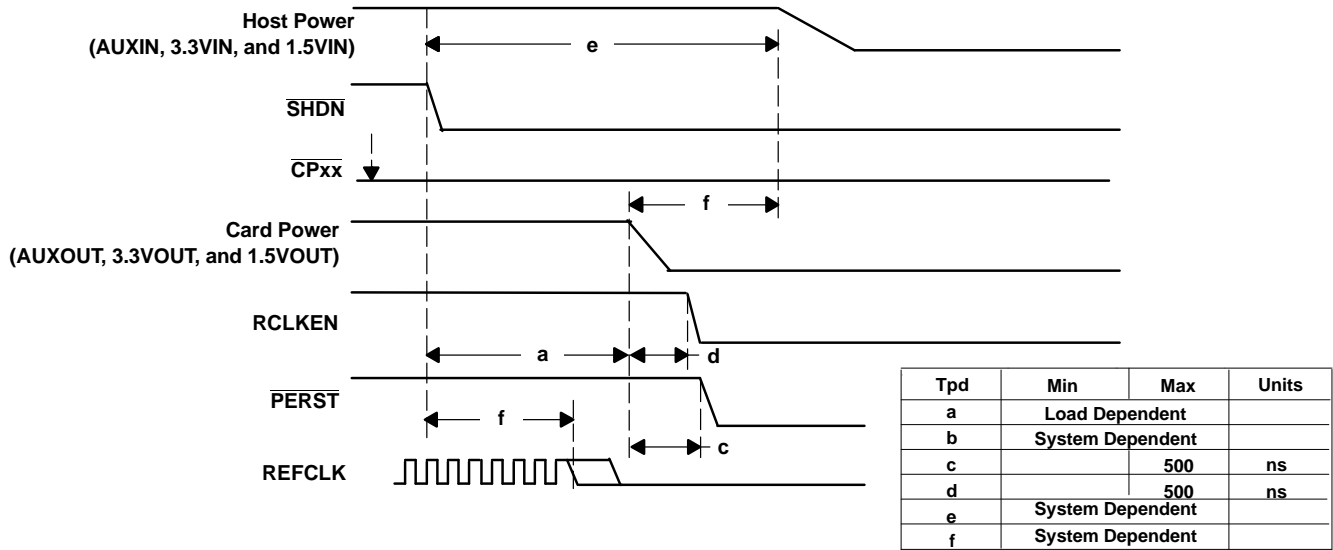 Host Power
(AUXIN, 3.3VIN, and 1.5VIN)
e
SHDN
CPxx
f
Card Power
(AUXOUT, 3.3VOUT, and 1.5VOUT)
RCLKEN
a
d
PERST
f
c
REFCLK
Tpd Min Max Units
a Load Dependent
b System Dependent
c 500 ns
d 500 ns
e System Dependent
f System Dependent